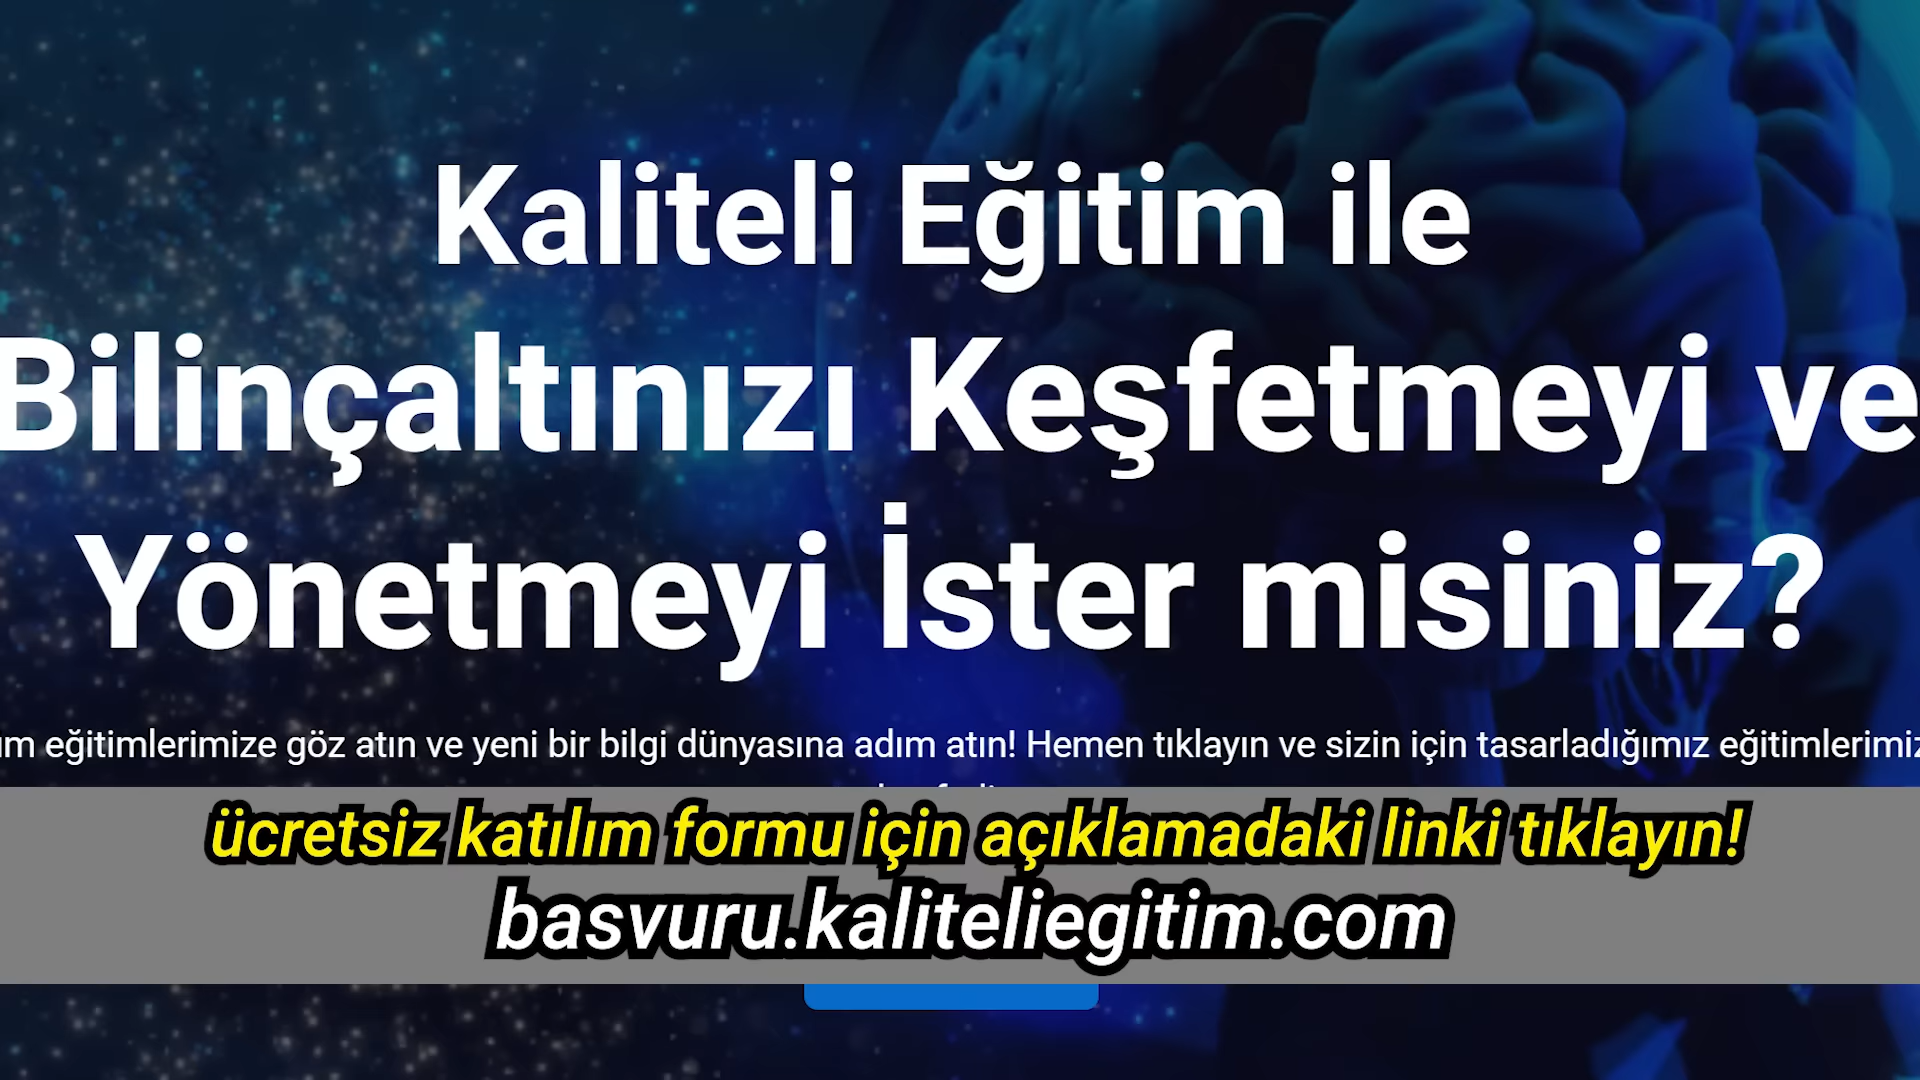 Kaliteli Eğitim ile
Bilinçaltınızı Keşfetmeyi ve
Yönetmeyi İster misiniz?
eğitimlerimize göz atın ve yeni bir bilgi dünyasına adım atın! Hemen tıklayın ve sizin için tasarladığımız
ücretsiz katılım formu için açıklamadaki linki tıklayın!
basvuru.kaliteliegitim.com